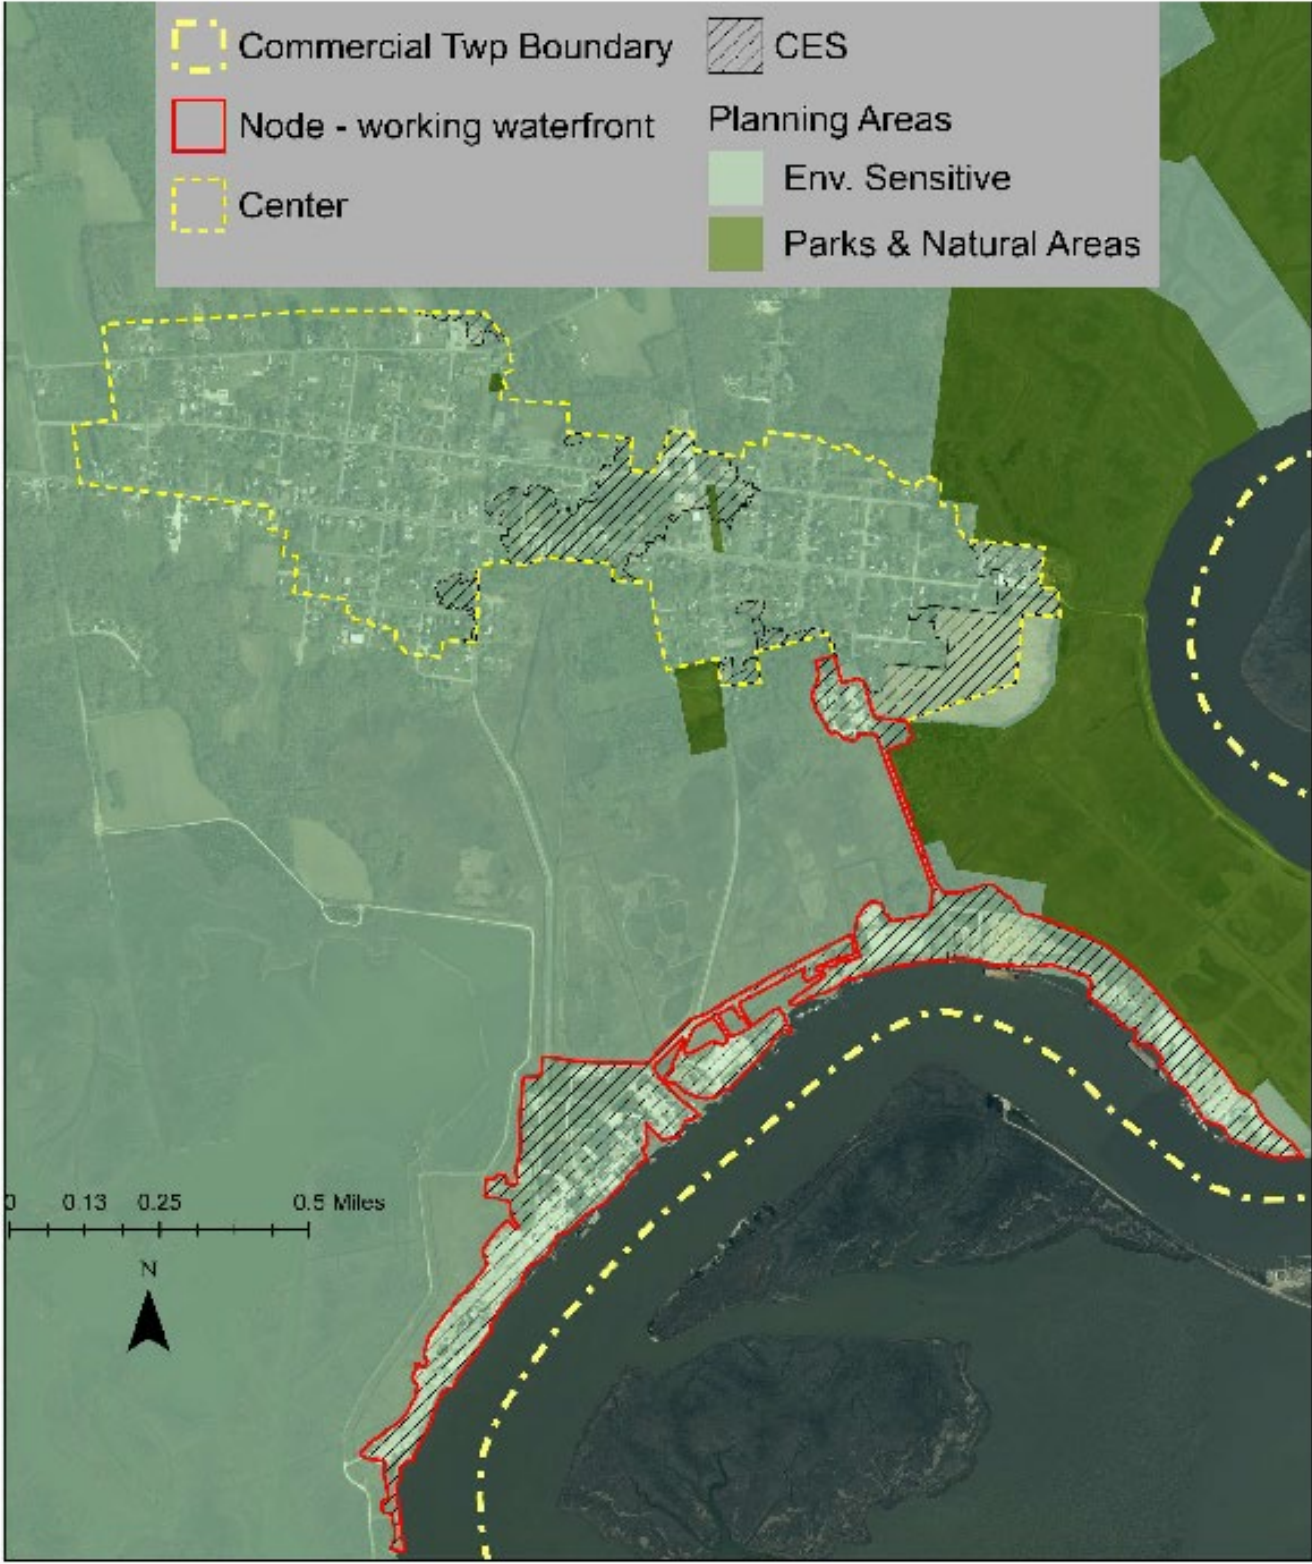 Commercial Twp Boundary
Node - working waterfront
Center
CES
Planning Areas
Env. Sensitive
Parks & Natural Areas
0 0.13 0.25 0.5 Miles
N